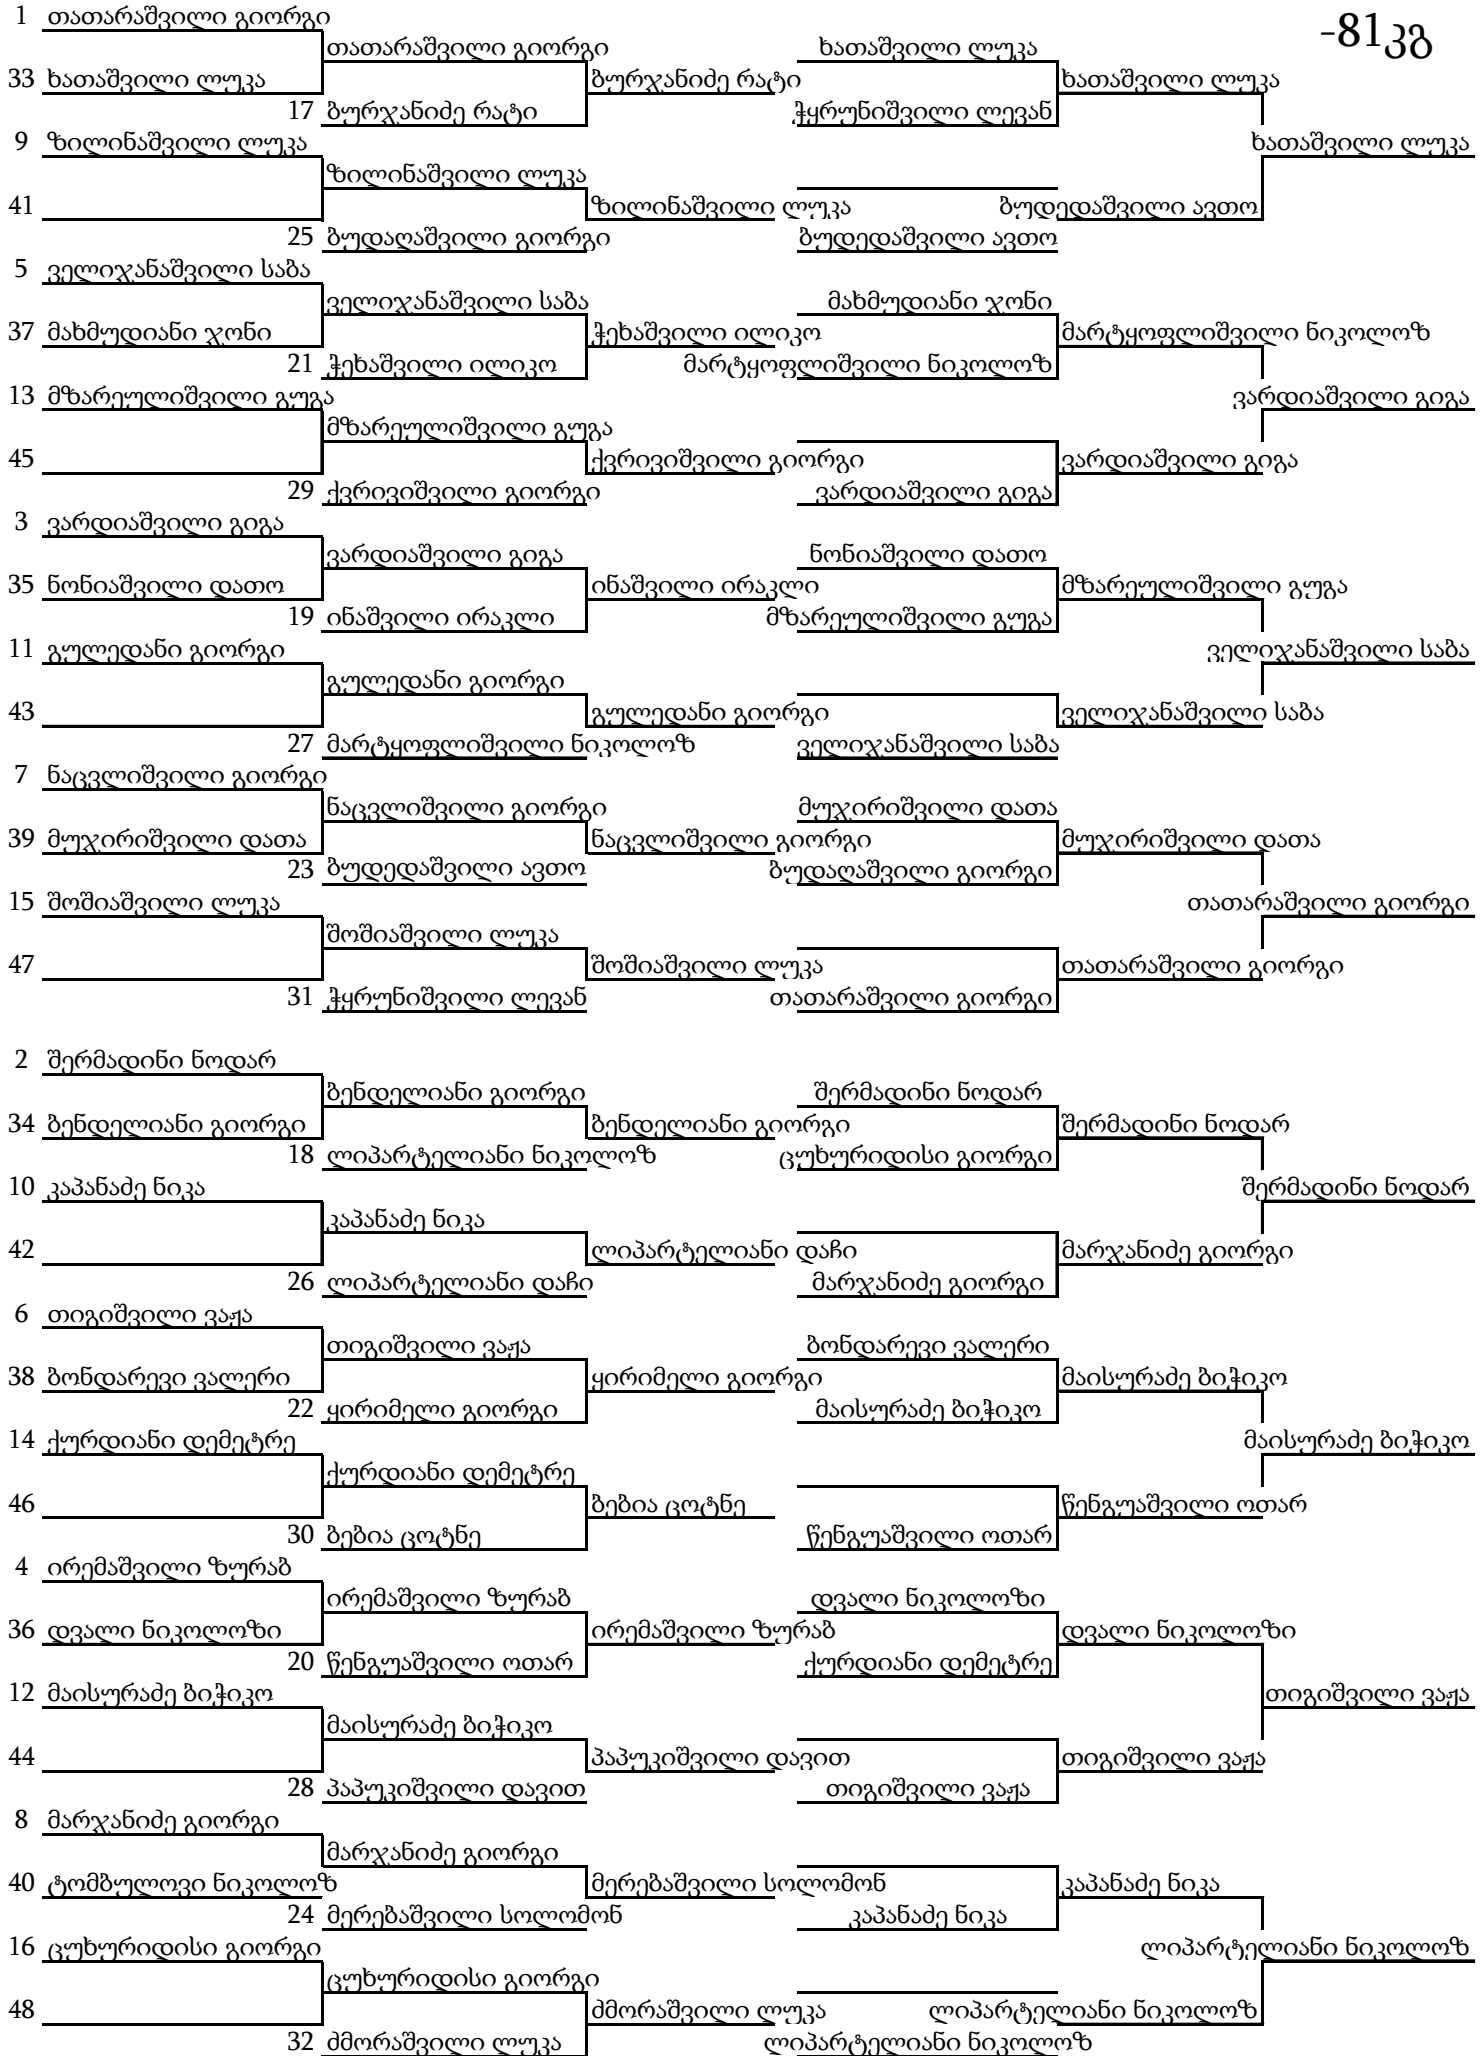 -81კგ
1 თათარაშვილი გიორგი
თათარაშვილი გიორგი ხათაშვილი ლუკა
33 ხათაშვილი ლუკა ბურჯანიძე რატი ხათაშვილი ლუკა
17 ბურჯანიძე რატი ჭყრუნიშვილი ლევან
9 ზილინაშვილი ლუკა ხათაშვილი ლუკა
ზილინაშვილი ლუკა
41 ზილინაშვილი ლუკა ბუდედაშვილი ავთო
25 ბუდაღაშვილი გიორგი ბუდედაშვილი ავთო
5 ველიჯანაშვილი საბა
ველიჯანაშვილი საბა მახმუდიანი ჯონი
37 მახმუდიანი ჯონი ჭეხაშვილი ილიკო მარტყოფლიშვილი ნიკოლოზ
21 ჭეხაშვილი ილიკო მარტყოფლიშვილი ნიკოლოზ
13 მზარეულიშვილი გუგა ვარდიაშვილი გიგა
მზარეულიშვილი გუგა
45 ქვრივიშვილი გიორგი ვარდიაშვილი გიგა
29 ქვრივიშვილი გიორგი ვარდიაშვილი გიგა
3 ვარდიაშვილი გიგა
ვარდიაშვილი გიგა ნონიაშვილი დათო
35 ნონიაშვილი დათო ინაშვილი ირაკლი მზარეულიშვილი გუგა
19 ინაშვილი ირაკლი მზარეულიშვილი გუგა
11 გულედანი გიორგი ველიჯანაშვილი საბა
გულედანი გიორგი
43 გულედანი გიორგი ველიჯანაშვილი საბა
27 მარტყოფლიშვილი ნიკოლოზ ველიჯანაშვილი საბა
7 ნაცვლიშვილი გიორგი
ნაცვლიშვილი გიორგი მუჯირიშვილი დათა
39 მუჯირიშვილი დათა ნაცვლიშვილი გიორგი მუჯირიშვილი დათა
23 ბუდედაშვილი ავთო ბუდაღაშვილი გიორგი
15 შოშიაშვილი ლუკა თათარაშვილი გიორგი
შოშიაშვილი ლუკა
47 შოშიაშვილი ლუკა თათარაშვილი გიორგი
31 ჭყრუნიშვილი ლევან თათარაშვილი გიორგი
2 შერმადინი ნოდარ
ბენდელიანი გიორგი შერმადინი ნოდარ
34 ბენდელიანი გიორგი ბენდელიანი გიორგი შერმადინი ნოდარ
18 ლიპარტელიანი ნიკოლოზ ცუხურიდისი გიორგი
10 კაპანაძე ნიკა შერმადინი ნოდარ
კაპანაძე ნიკა
42 ლიპარტელიანი დაჩი მარჯანიძე გიორგი
26 ლიპარტელიანი დაჩი მარჯანიძე გიორგი
6 თიგიშვილი ვაჟა
თიგიშვილი ვაჟა ბონდარევი ვალერი
38 ბონდარევი ვალერი ყირიმელი გიორგი მაისურაძე ბიჭიკო
22 ყირიმელი გიორგი მაისურაძე ბიჭიკო
14 ქურდიანი დემეტრე მაისურაძე ბიჭიკო
ქურდიანი დემეტრე
46 ბებია ცოტნე წენგუაშვილი ოთარ
30 ბებია ცოტნე წენგუაშვილი ოთარ
4 ირემაშვილი ზურაბ
ირემაშვილი ზურაბ დვალი ნიკოლოზი
36 დვალი ნიკოლოზი ირემაშვილი ზურაბ დვალი ნიკოლოზი
20 წენგუაშვილი ოთარ ქურდიანი დემეტრე
12 მაისურაძე ბიჭიკო თიგიშვილი ვაჟა
მაისურაძე ბიჭიკო
44 პაპუკიშვილი დავით თიგიშვილი ვაჟა
28 პაპუკიშვილი დავით თიგიშვილი ვაჟა
8 მარჯანიძე გიორგი
მარჯანიძე გიორგი
40 ტომბულოვი ნიკოლოზ მერებაშვილი სოლომონ კაპანაძე ნიკა
24 მერებაშვილი სოლომონ კაპანაძე ნიკა
16 ცუხურიდისი გიორგი ლიპარტელიანი ნიკოლოზ
ცუხურიდისი გიორგი
48 ძმორაშვილი ლუკა ლიპარტელიანი ნიკოლოზ
32 ძმორაშვილი ლუკა ლიპარტელიანი ნიკოლოზ